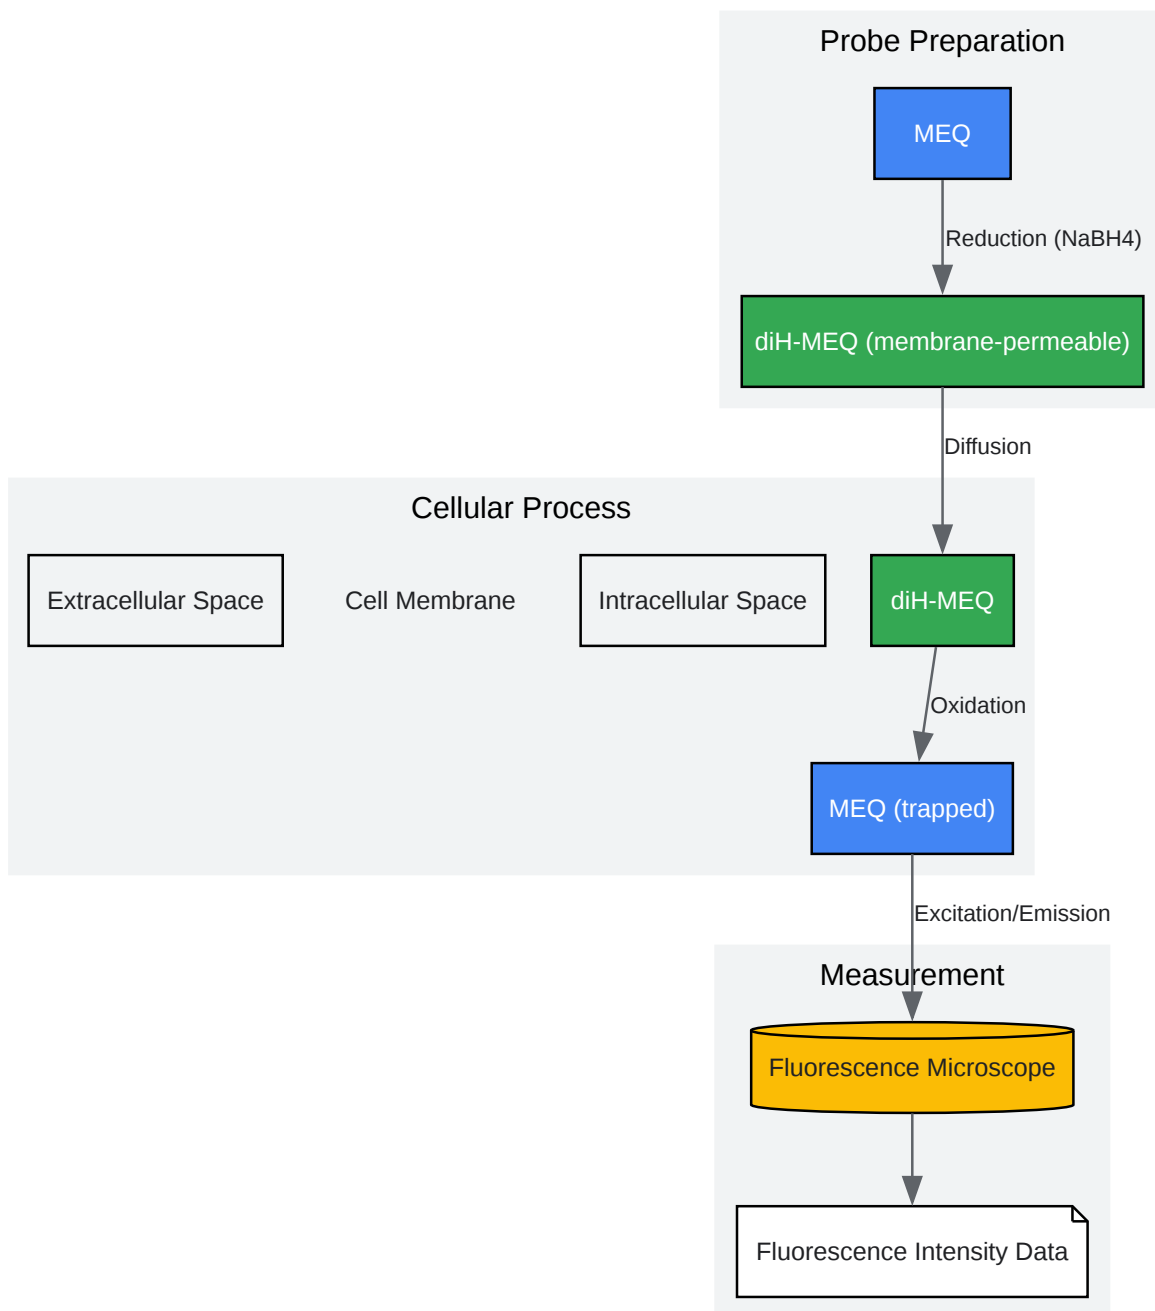 Probe Preparation
MEQ
Reduction (NaBH4)
diH-MEQ (membrane-permeable)
Diffusion
Cellular Process
Extracellular Space
Cell Membrane
Intracellular Space
diH-MEQ
Oxidation
MEQ (trapped)
Excitation/Emission
Measurement
Fluorescence Microscope
Fluorescence Intensity Data